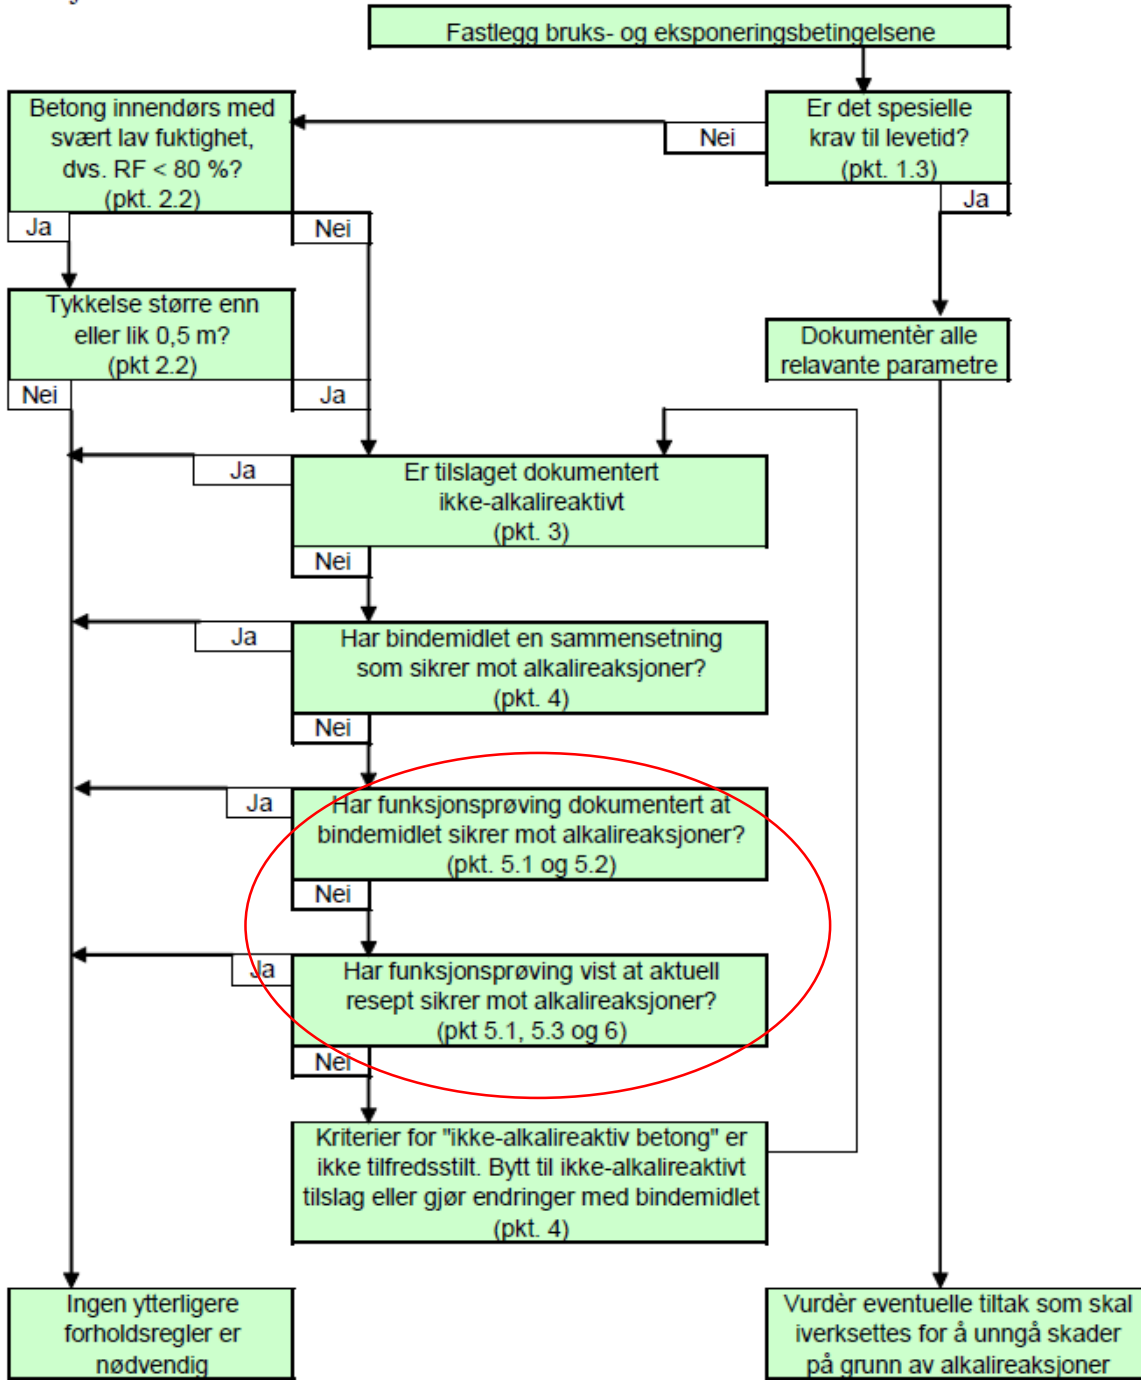 Fastlegg bruks- og eksponeringsbetingelsene
Betong innendørs med
svært lav fuktighet,
dvs. RF < 80 %?
(pkt. 2.2)
Ja
Nei
Er det spesielle
krav til levetid?
(pkt. 1.3)
Nei
Ja
Tykkelse større enn
eller lik 0,5 m?
(pkt 2.2)
Nei
Ja
Dokumentèr alle
relavante parametre
Er tilslaget dokumentert
ikke-alkalireaktivt
(pkt. 3)
Ja
Nei
Har bindemidlet en sammensetning
som sikrer mot alkalireaksjoner?
(pkt. 4)
Ja
Nei
Har funksjonsprøving dokumentert at
bindemidlet sikrer mot alkalireaksjoner?
(pkt. 5.1 og 5.2)
Ja
Nei
Har funksjonsprøving vist at aktuell
resept sikrer mot alkalireaksjoner?
(pkt 5.1, 5.3 og 6)
Ja
Nei
Kriterier for "ikke-alkalireaktiv betong" er
ikke tilfredsstilt. Bytt til ikke-alkalireaktivt
tilslag eller gjør endringer med bindemidlet
(pkt. 4)
Ingen ytterligere
forholdsregler er
nødvendig
Vurdèr eventuelle tiltak som skal
iverksettes for å unngå skader
på grunn av alkalireaksjoner